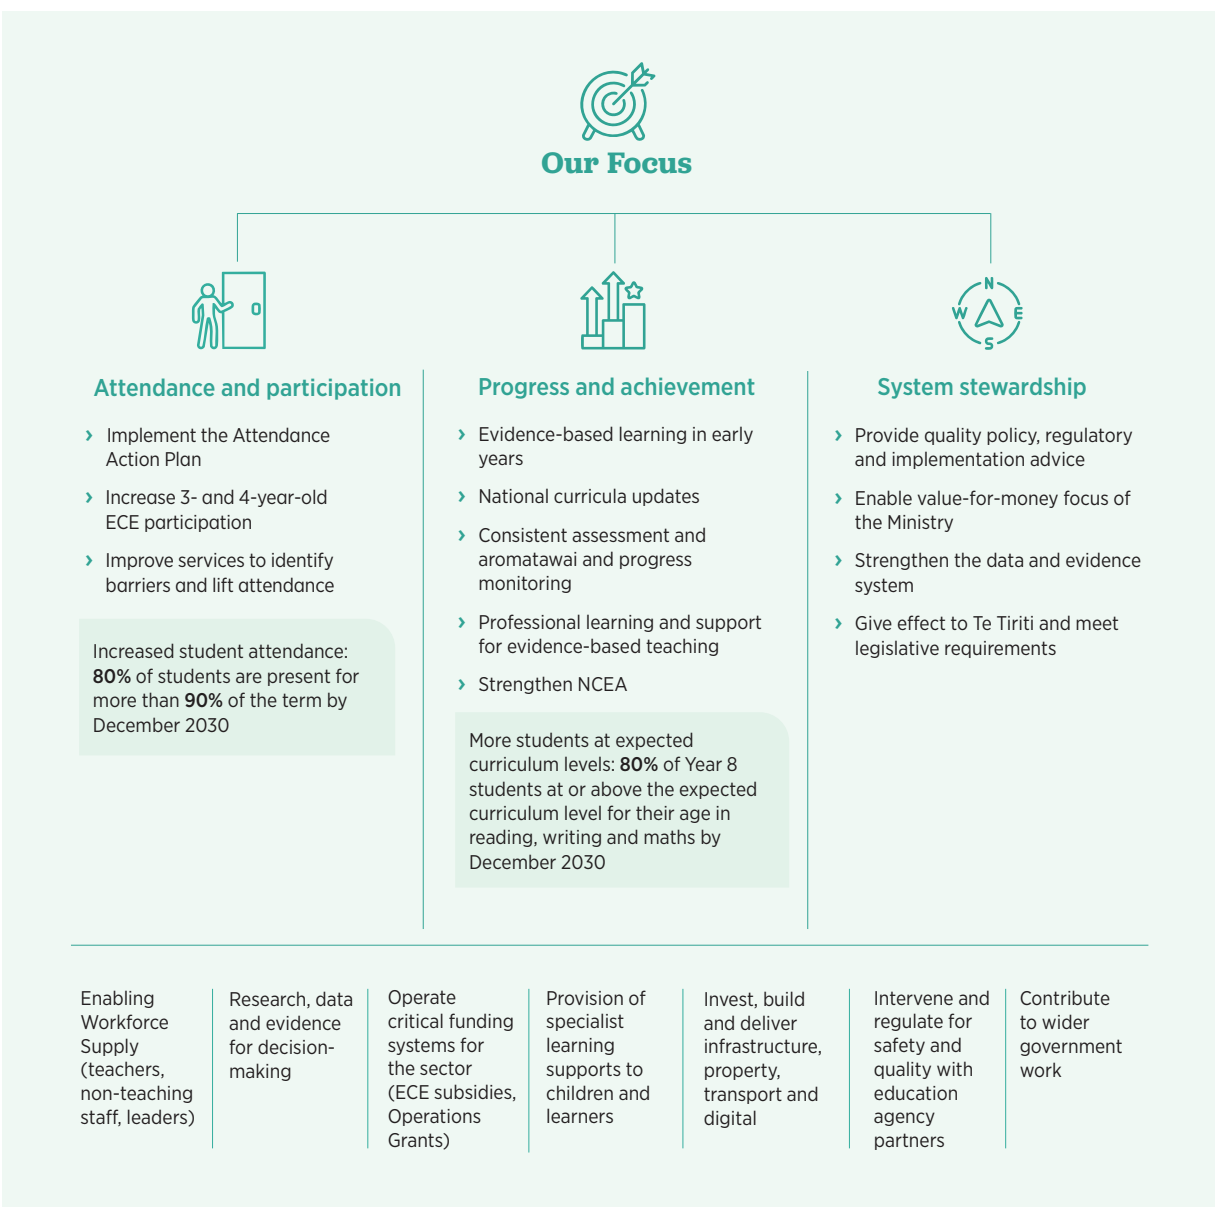 Our Focus
N
W
E
S
Attendance and participation
› Implement the Attendance
Action Plan
› Increase 3- and 4-year-old
ECE participation
› Improve services to identify
barriers and lift attendance
Increased student attendance:
80% of students are present for
more than 90% of the term by
December 2030
Progress and achievement
› Evidence-based learning in early
years
› National curricula updates
› Consistent assessment and
aromatawai and progress
monitoring
› Professional learning and support
for evidence-based teaching
› Strengthen NCEA
More students at expected
curriculum levels: 80% of Year 8
students at or above the expected
curriculum level for their age in
reading, writing and maths by
December 2030
System stewardship
› Provide quality policy, regulatory
and implementation advice
› Enable value-for-money focus of
the Ministry
› Strengthen the data and evidence
system
› Give effect to Te Tiriti and meet
legislative requirements
Enabling
Workforce
Supply
(teachers,
non-teaching
staff, leaders)
Research, data
and evidence
for decision-
making
Operate
critical funding
systems for
the sector
(ECE subsidies,
Operations
Grants)
Provision of
specialist
learning
supports to
children and
learners
Invest, build
and deliver
infrastructure,
property,
transport and
digital
Intervene and
regulate for
safety and
quality with
education
agency
partners
Contribute
to wider
government
work